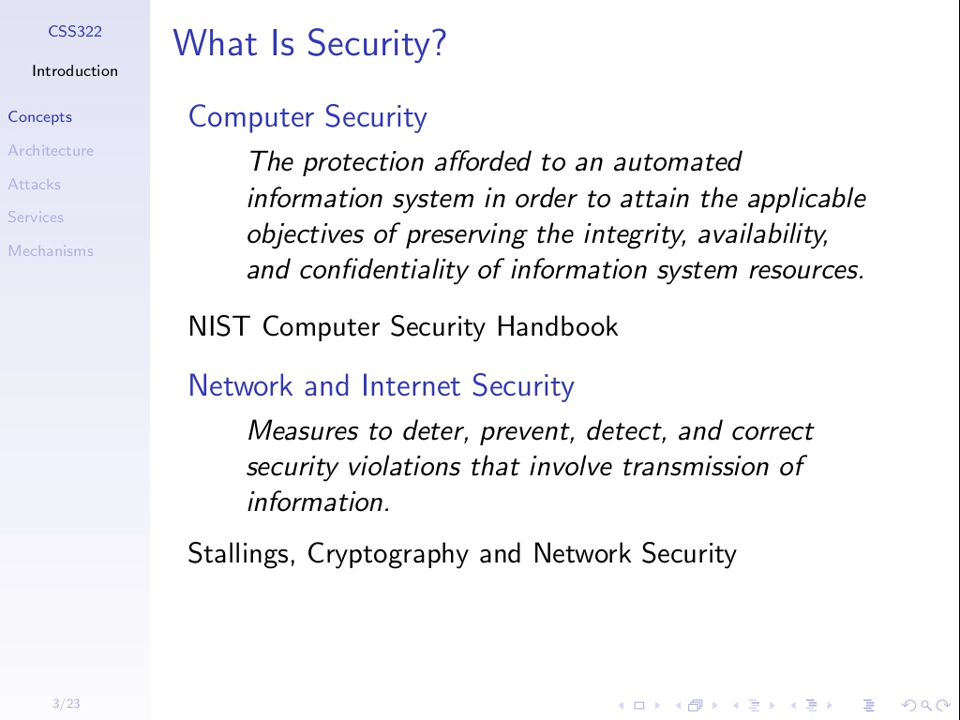 CSS322
Introduction
Concepts
Architecture
Attacks
Services
Mechanisms
3/23
What Is Security?
Computer Security
The protection afforded to an automated
information system in order to attain the applicable
objectives of preserving the integrity, availability,
and confidentiality of information system resources.
NIST Computer Security Handbook
Network and Internet Security
Measures to deter, prevent, detect, and correct
security violations that involve transmission of
information.
Stallings, Cryptography and Network Security